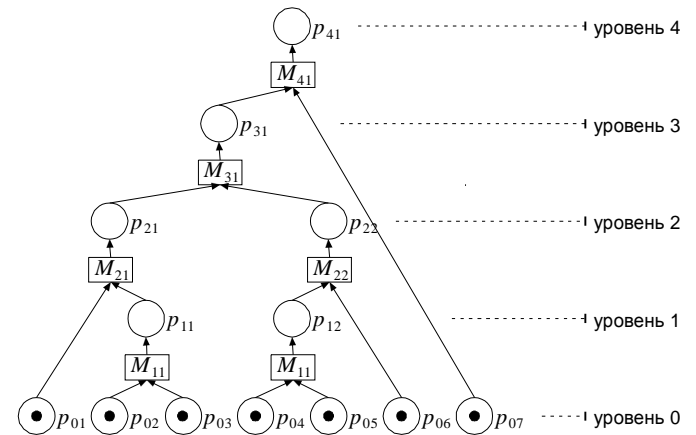 p41 уровень 4
M41
p31 уровень 3
M31
p21 p22 уровень 2
M21 M22
p11 p12 уровень 1
M11 M11
p01 p02 p03 p04 p05 p06 p07 уровень 0